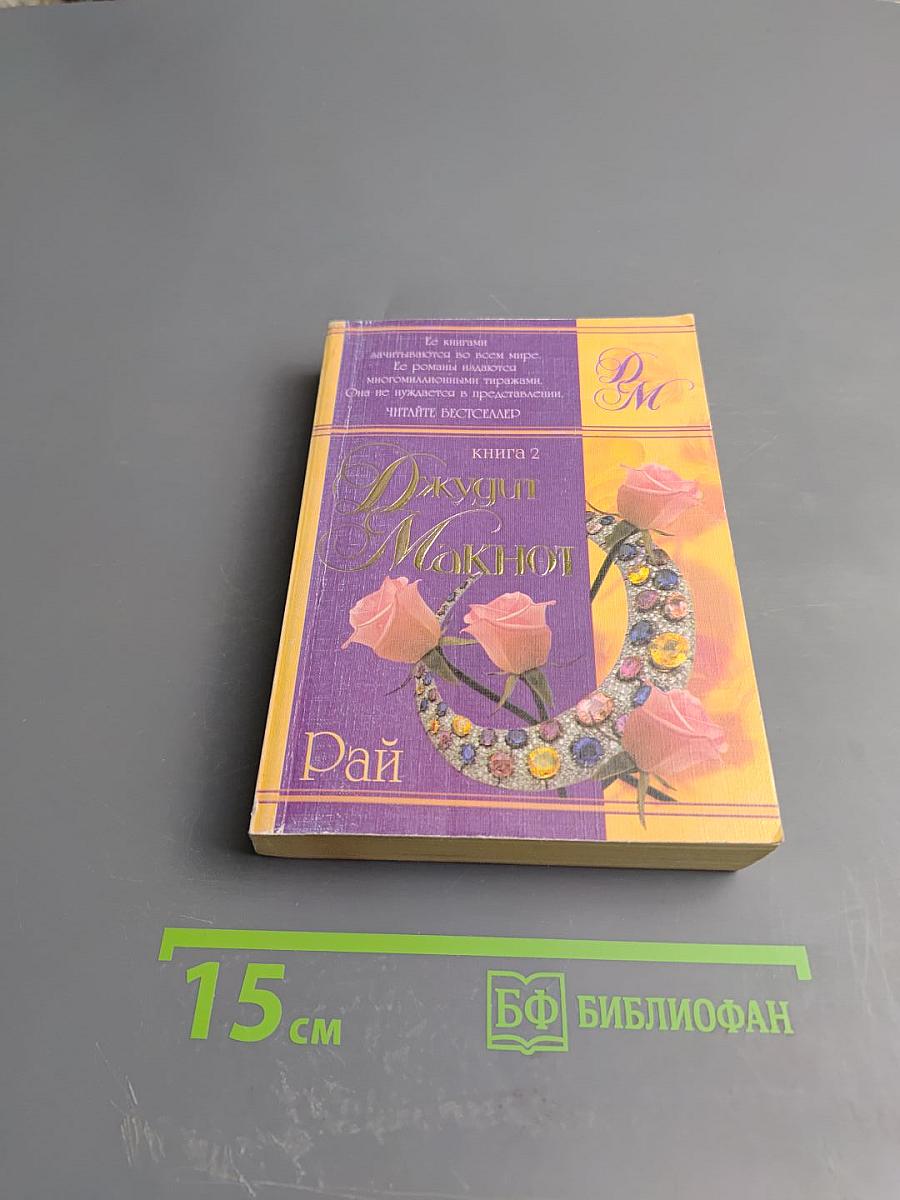 Ее книгами
зачитываются во всем мире.
Ее романы издаются
многомиллионными тиражами.
Она не нуждается в представлении.
ЧИТАЙТЕ БЕСТСЕЛЛЕР
ДМ
книга 2
Джудит
Макнот
Рай
15 см
БФ БИБЛИОФАН